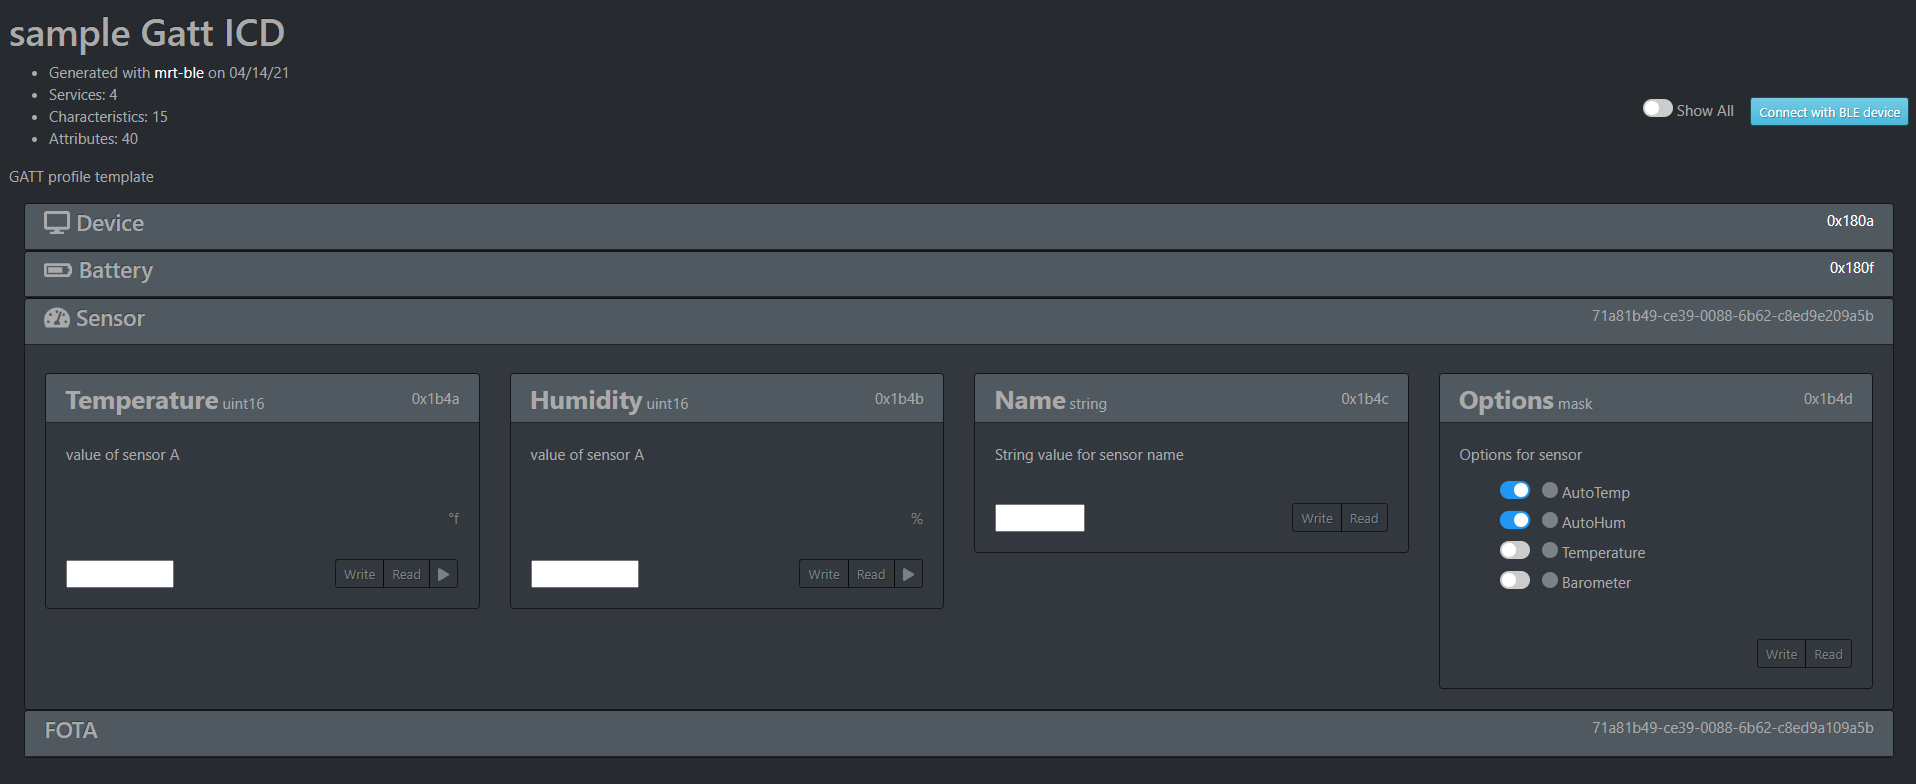 sample Gatt ICD
Generated with mrt-ble on 04/14/21
Services: 4
Characteristics: 15
Attributes: 40
Show All
Connect with BLE device
GATT profile template
Device 0x180a
Battery 0x180f
Sensor 71a81b49-ce39-0088-6b62-c8ed9e209a5b
Temperature uint16 0x1b4a
value of sensor A
°f
Write Read
Humidity uint16 0x1b4b
value of sensor A
%
Write Read
Name string 0x1b4c
String value for sensor name
Write Read
Options mask 0x1b4d
Options for sensor
AutoTemp
AutoHum
Temperature
Barometer
Write Read
FOTA 71a81b49-ce39-0088-6b62-c8ed9a109a5b